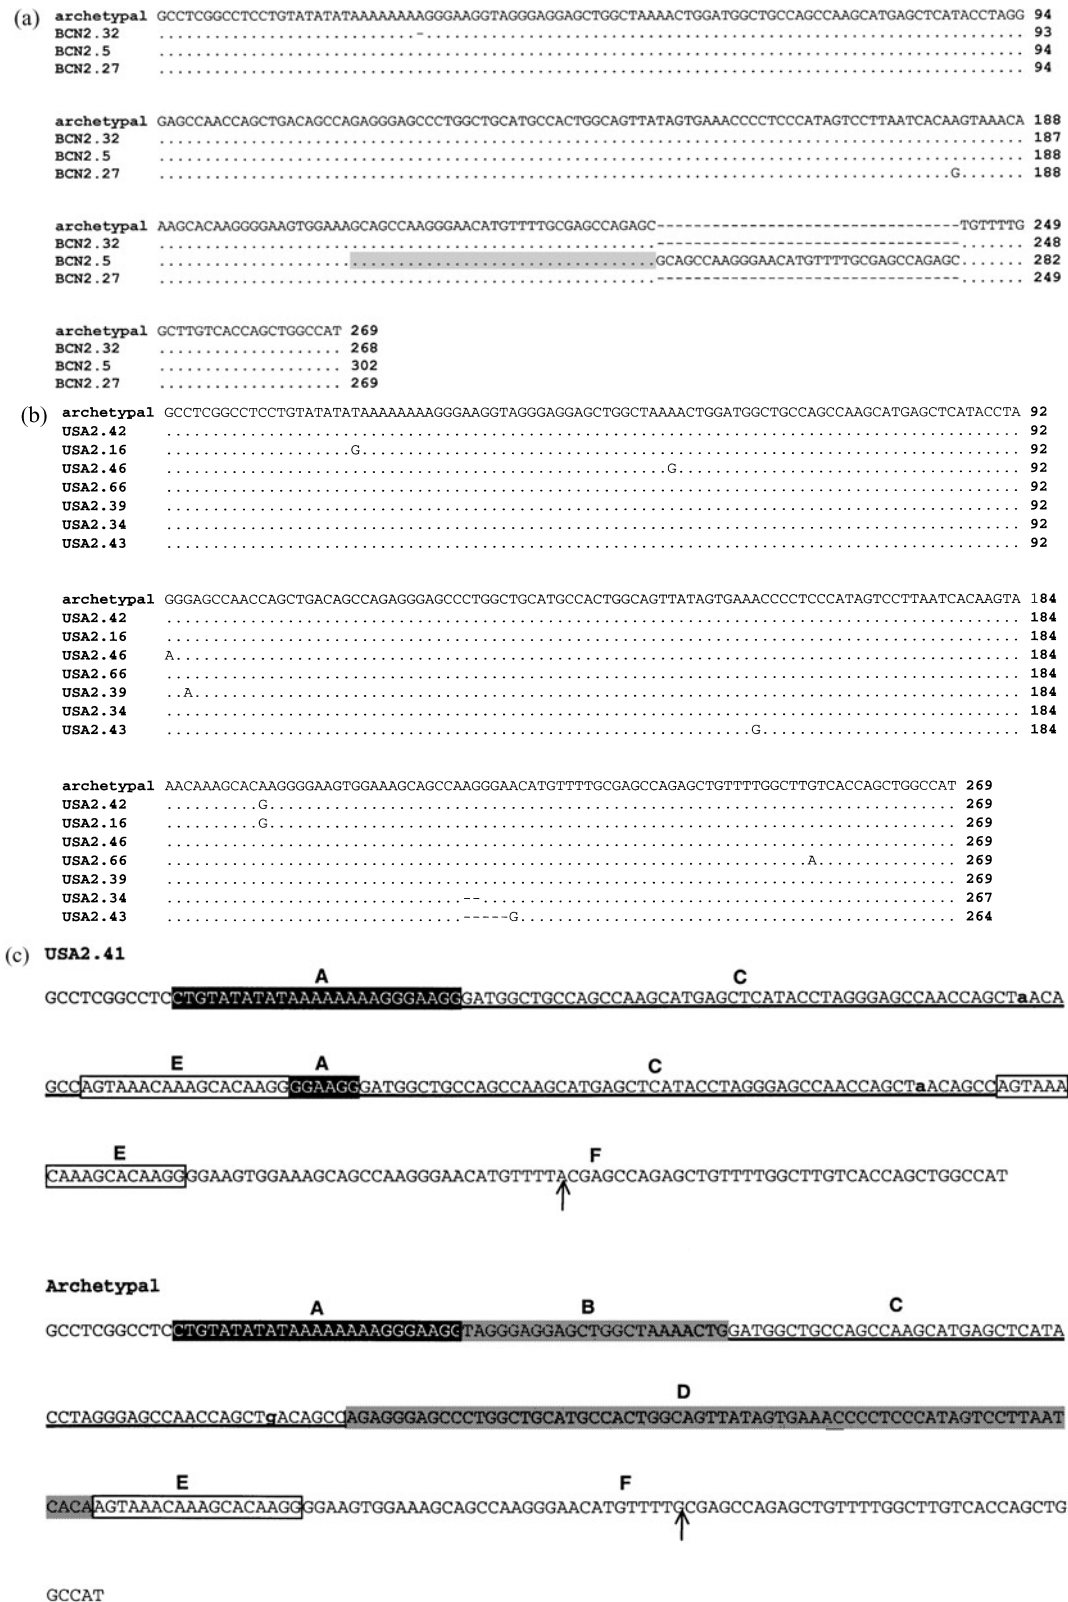 (a)
archetypal GCCTCGGCCTCCTGTATATATAAAAAAAAGGGAAGGTAGGGAGGAGCTGGCTAAAACTGGATGGCTGCCAGCCAAGCATGAGCTCATACCTAGG 94
BCN2.32 ............................-................................................................. 93
BCN2.5 .............................................................................................. 94
BCN2.27 .............................................................................................. 94
archetypal GAGCCAACCAGCTGACAGCCAGAGGGAGCCCTGGCTGCATGCCACTGGCAGTTATAGTGAAACCCCTCCCATAGTCCTTAATCACAAGTAAACA 188
BCN2.32 .............................................................................................. 187
BCN2.5 .............................................................................................. 188
BCN2.27 ......................................................................................G....... 188
archetypal AAGCACAAGGGGAAGTGGAAAGCAGCCAAGGGAACATGTTTTGCGAGCCAGAGC---------------------------------TGTTTTG 249
BCN2.32 ......................................................---------------------------------....... 248
BCN2.5 ......................................................GCAGCCAAGGGAACATGTTTTGCGAGCCAGAGC....... 282
BCN2.27 ......................................................---------------------------------....... 249
archetypal GCTTGTCACCAGCTGGCCAT 269
BCN2.32 .................... 268
BCN2.5 .................... 302
BCN2.27 .................... 269
(b)
archetypal GCCTCGGCCTCCTGTATATATAAAAAAAAGGGAAGGTAGGGAGGAGCTGGCTAAAACTGGATGGCTGCCAGCCAAGCATGAGCTCATACCTA 92
USA2.42 ............................................................................................ 92
USA2.16 ....................G....................................................................... 92
USA2.46 ......................................................G..................................... 92
USA2.66 ............................................................................................ 92
USA2.39 ............................................................................................ 92
USA2.34 ............................................................................................ 92
USA2.43 ............................................................................................ 92
archetypal GGGAGCCAACCAGCTGACAGCCAGAGGGAGCCCTGGCTGCATGCCACTGGCAGTTATAGTGAAACCCCTCCCATAGTCCTTAATCACAAGTA 184
USA2.42 ............................................................................................ 184
USA2.16 ............................................................................................ 184
USA2.46 A........................................................................................... 184
USA2.66 ............................................................................................ 184
USA2.39 ..A......................................................................................... 184
USA2.34 ............................................................................................ 184
USA2.43 ...............................................................G............................ 184
archetypal AACAAAGCACAAGGGGAAGTGGAAAGCAGCCAAGGGAACATGTTTTGCGAGCCAGAGCTGTTTTGGCTTGTCACCAGCTGGCCAT 269
USA2.42 ..........G.......................................................................... 269
USA2.16 ..........G.......................................................................... 269
USA2.46 ..................................................................................... 269
USA2.66 .....................................................................A............... 269
USA2.39 ..................................................................................... 269
USA2.34 ................................--................................................... 267
USA2.43 ................................-----G............................................... 264
(c) USA2.41
A C
GCCTCGGCCTCCTGTATATATAAAAAAAAGGGAAGGGATGGCTGCCAGCCAAGCATGAGCTCATACCTAGGGAGCCAACCAGCTaACA
E A C
GCCAGTAAACAAAGCACAAGGGGAAGGGATGGCTGCCAGCCAAGCATGAGCTCATACCTAGGGAGCCAACCAGCTaACAGCCAGTAAA
E F
CAAAGCACAAGGGGAAGTGGAAAGCAGCCAAGGGAACATGTTTTACGAGCCAGAGCTGTTTTGGCTTGTCACCAGCTGGCCAT
Archetypal
A B C
GCCTCGGCCTCCTGTATATATAAAAAAAAGGGAAGGTAGGGAGGAGCTGGCTAAAACTGGATGGCTGCCAGCCAAGCATGAGCTCATA
D
CCTAGGGAGCCAACCAGCTgACAGCCAGAGGGAGCCCTGGCTGCATGCCACTGGCAGTTATAGTGAAACCCCTCCCATAGTCCTTAAT
E F
CACAAGTAAACAAAGCACAAGGGGAAGTGGAAAGCAGCCAAGGGAACATGTTTTGCGAGCCAGAGCTGTTTTGGCTTGTCACCAGCTG
GCCAT